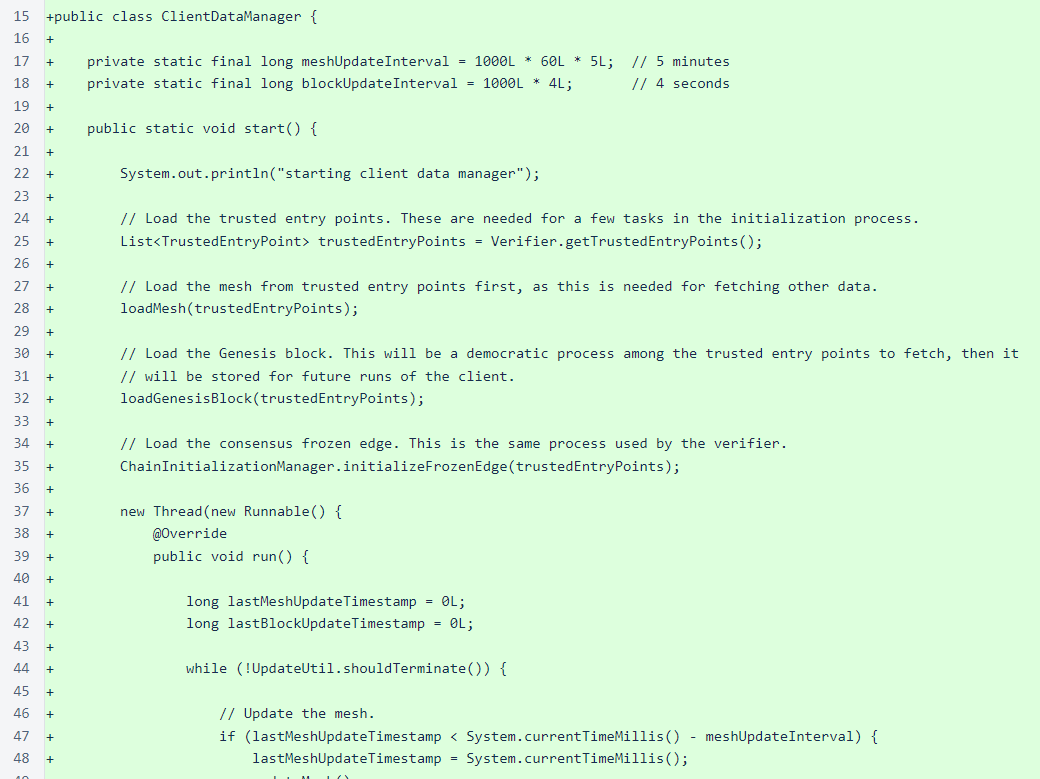 15 +public class ClientDataManager {
16 +
17 +    private static final long meshUpdateInterval = 1000L * 60L * 5L;  // 5 minutes
18 +    private static final long blockUpdateInterval = 1000L * 4L;       // 4 seconds
19 +
20 +    public static void start() {
21 +
22 +        System.out.println("starting client data manager");
23 +
24 +        // Load the trusted entry points. These are needed for a few tasks in the initialization process.
25 +        List<TrustedEntryPoint> trustedEntryPoints = Verifier.getTrustedEntryPoints();
26 +
27 +        // Load the mesh from trusted entry points first, as this is needed for fetching other data.
28 +        loadMesh(trustedEntryPoints);
29 +
30 +        // Load the Genesis block. This will be a democratic process among the trusted entry points to fetch, then it
31 +        // will be stored for future runs of the client.
32 +        loadGenesisBlock(trustedEntryPoints);
33 +
34 +        // Load the consensus frozen edge. This is the same process used by the verifier.
35 +        ChainInitializationManager.initializeFrozenEdge(trustedEntryPoints);
36 +
37 +        new Thread(new Runnable() {
38 +            @Override
39 +            public void run() {
40 +
41 +                long lastMeshUpdateTimestamp = 0L;
42 +                long lastBlockUpdateTimestamp = 0L;
43 +
44 +                while (!UpdateUtil.shouldTerminate()) {
45 +
46 +                    // Update the mesh.
47 +                    if (lastMeshUpdateTimestamp < System.currentTimeMillis() - meshUpdateInterval) {
48 +                        lastMeshUpdateTimestamp = System.currentTimeMillis();